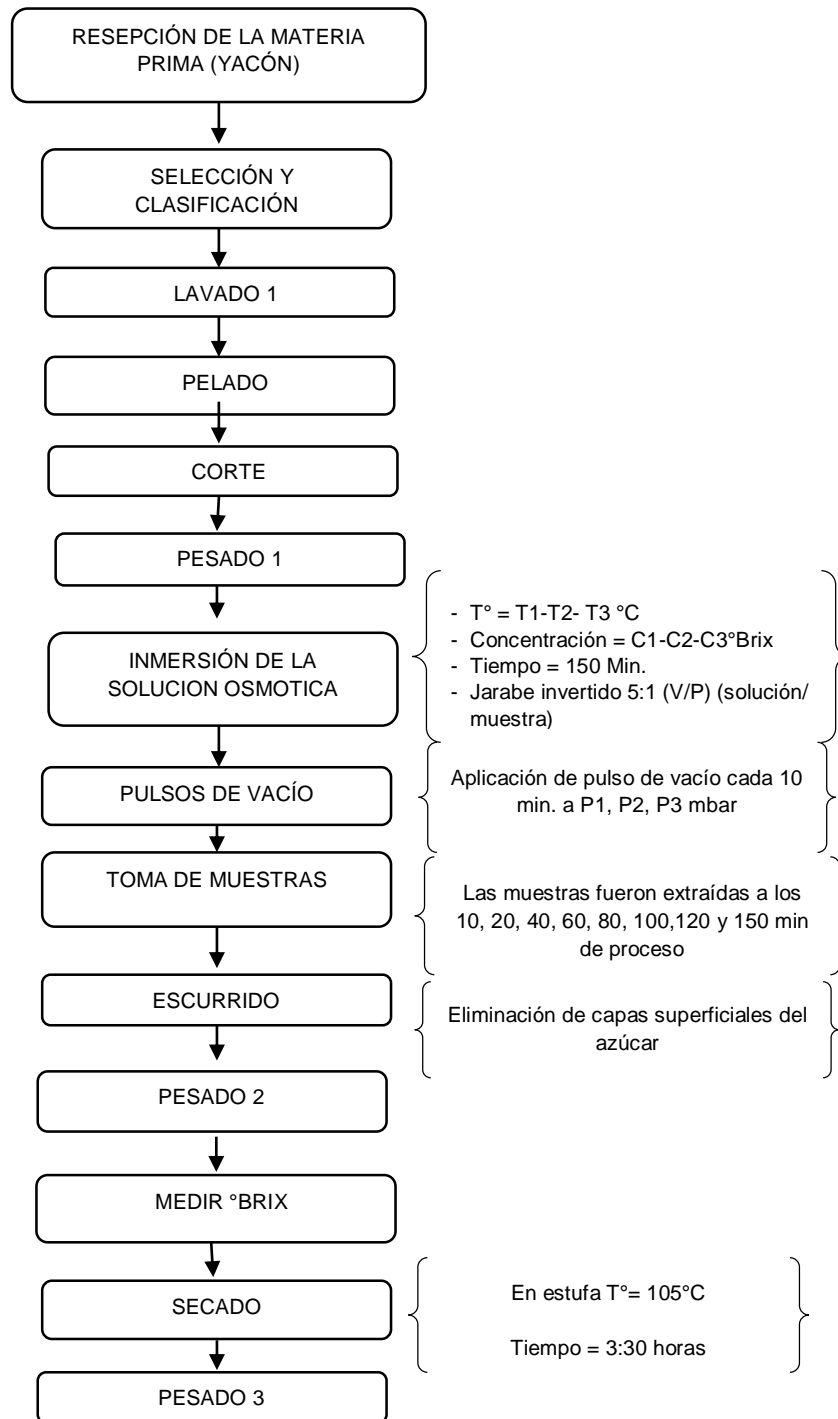 RESEPCIÓN DE LA MATERIA
PRIMA (YACÓN)
SELECCIÓN Y
CLASIFICACIÓN
LAVADO 1
PELADO
CORTE
PESADO 1
INMERSIÓN DE LA
SOLUCION OSMOTICA
- T° = T1-T2- T3 °C
- Concentración = C1-C2-C3°Brix
- Tiempo = 150 Min.
- Jarabe invertido 5:1 (V/P) (solución/
muestra)
PULSOS DE VACÍO
Aplicación de pulso de vacío cada 10
min. a P1, P2, P3 mbar
TOMA DE MUESTRAS
Las muestras fueron extraídas a los
10, 20, 40, 60, 80, 100,120 y 150 min
de proceso
ESCURRIDO
Eliminación de capas superficiales del
azúcar
PESADO 2
MEDIR °BRIX
SECADO
En estufa T°= 105°C
Tiempo = 3:30 horas
PESADO 3